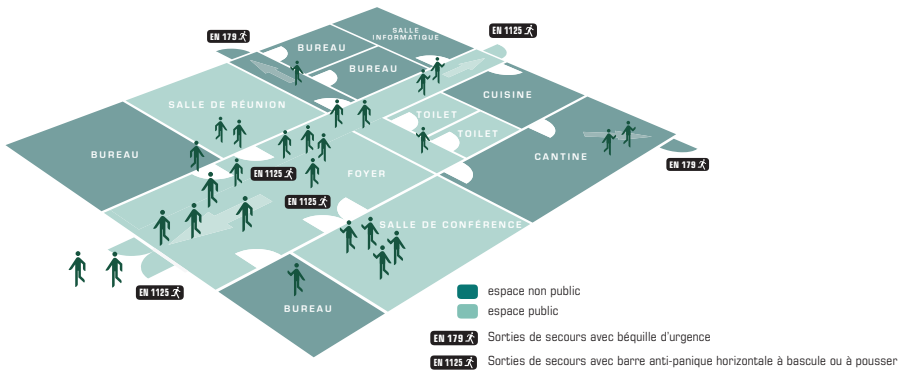 SALLE
INFORMATIQUE
EN 179
EN 1125
BUREAU
BUREAU
CUISINE
SALLE DE RÉUNION
TOILET
TOILET
BUREAU
CANTINE
EN 179
EN 1125
FOYER
EN 1125
SALLE DE CONFÉRENCE
EN 1125
BUREAU
espace non public
espace public
EN 179 Sorties de secours avec béquille d'urgence
EN 1125 Sorties de secours avec barre anti-panique horizontale à bascule ou à pousser